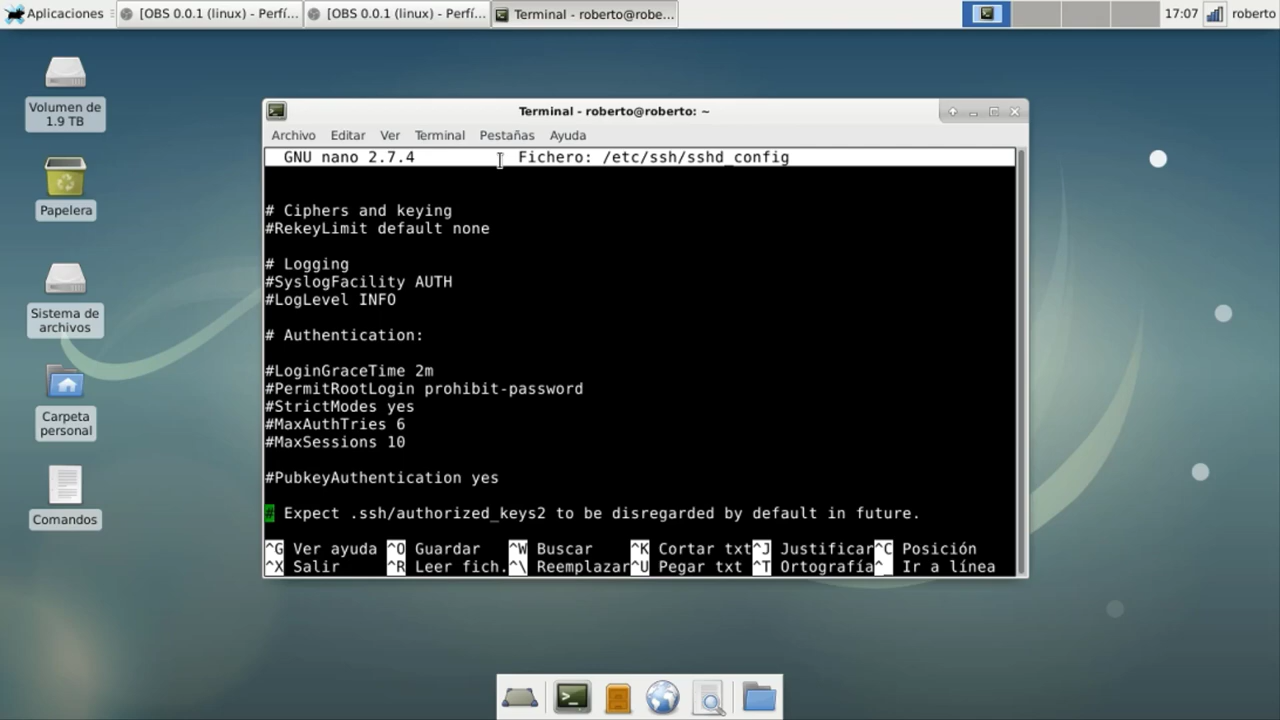 Aplicaciones
[OBS 0.0.1 (linux) - Perfí...
[OBS 0.0.1 (linux) - Perfí...
Terminal - roberto@robe...
17:07
roberto
Volumen de
1.9 TB
Papelera
Sistema de
archivos
Carpeta
personal
Comandos
Terminal - roberto@roberto: ~
Archivo Editar Ver Terminal Pestañas Ayuda
GNU nano 2.7.4 Fichero: /etc/ssh/sshd_config
# Ciphers and keying
#RekeyLimit default none
# Logging
#SyslogFacility AUTH
#LogLevel INFO
# Authentication:
#LoginGraceTime 2m
#PermitRootLogin prohibit-password
#StrictModes yes
#MaxAuthTries 6
#MaxSessions 10
#PubkeyAuthentication yes
# Expect .ssh/authorized_keys2 to be disregarded by default in future.
^G Ver ayuda ^O Guardar ^W Buscar ^K Cortar txt ^J Justificar ^C Posición
^X Salir ^R Leer fich. ^\ Reemplazar ^U Pegar txt ^T Ortografía ^_ Ir a línea